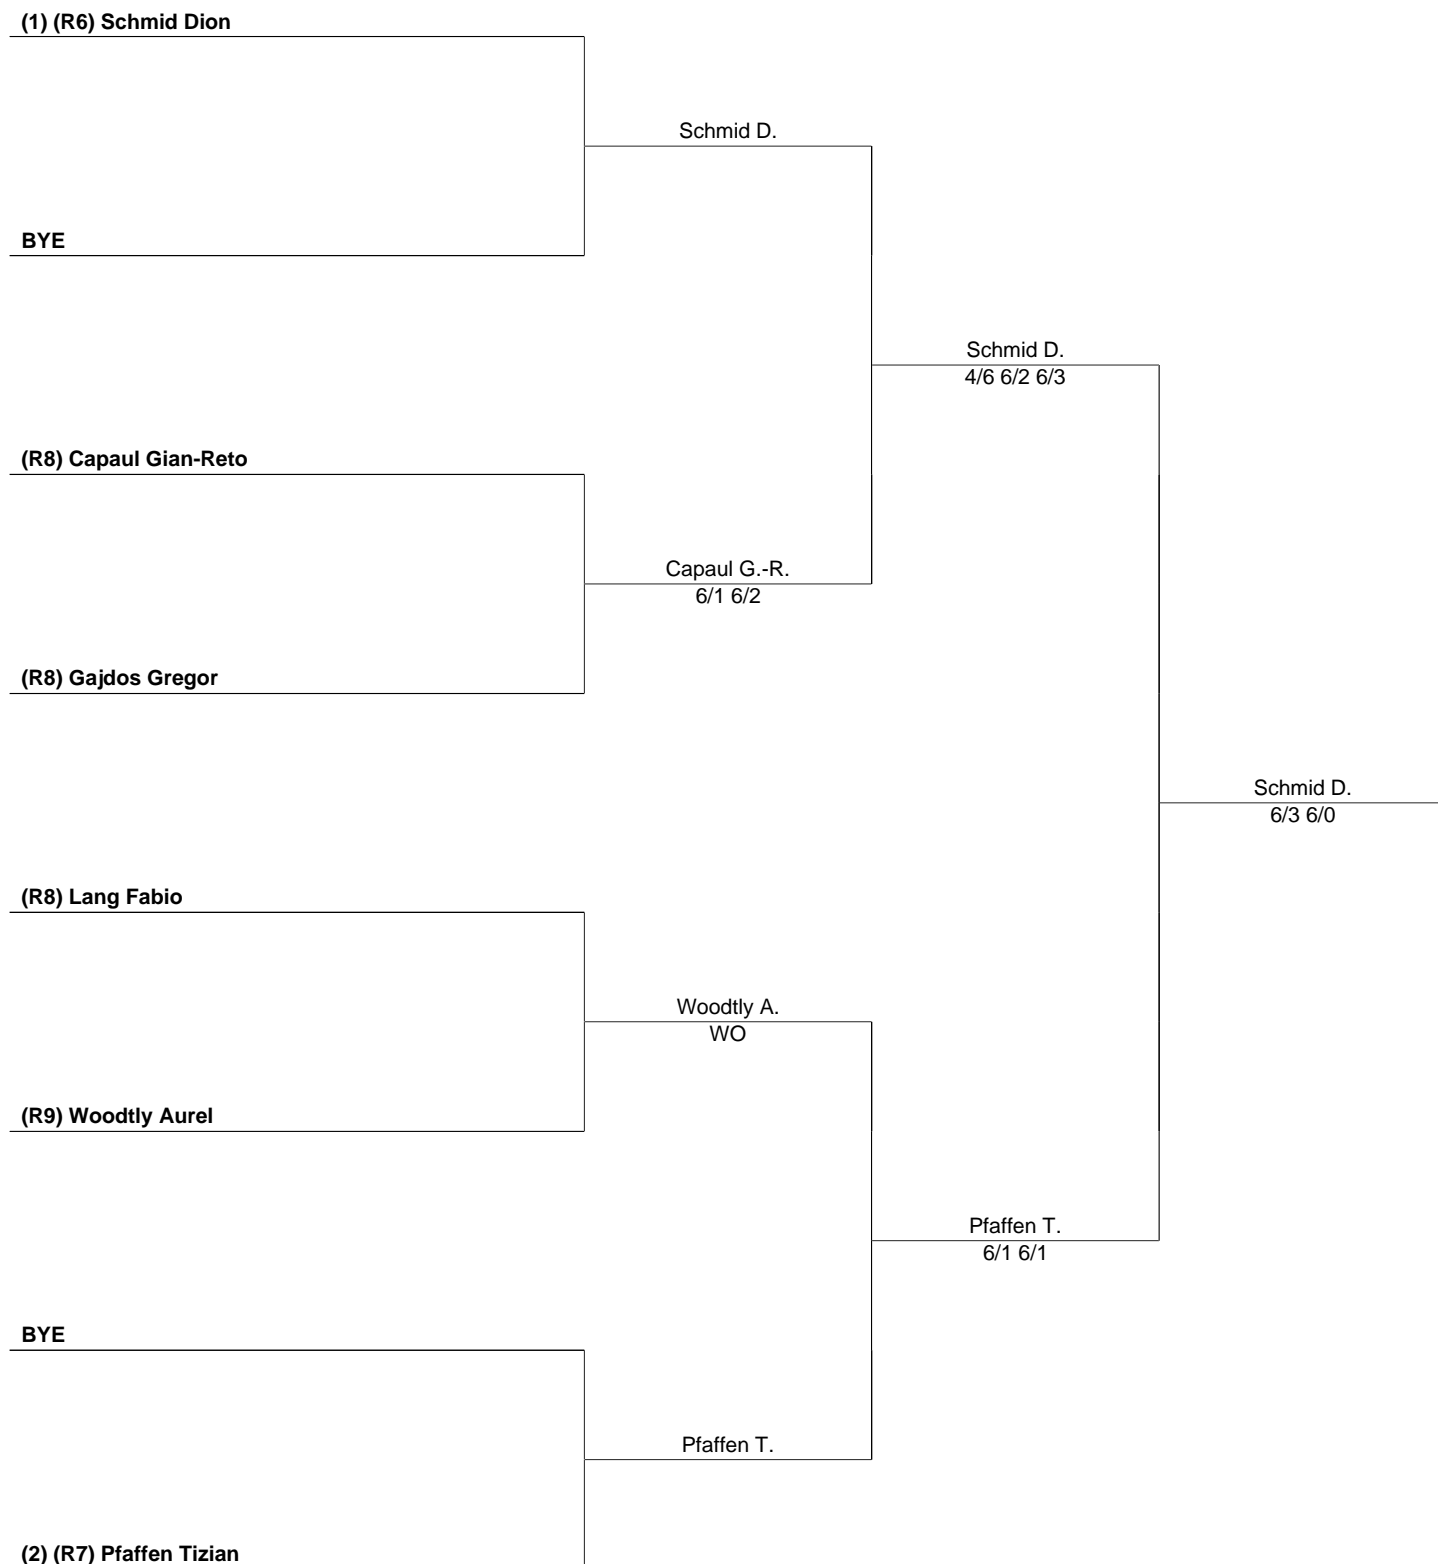 (1) (R6) Schmid Dion
Schmid D.
BYE
Schmid D.
4/6 6/2 6/3
(R8) Capaul Gian-Reto
Capaul G.-R.
6/1 6/2
(R8) Gajdos Gregor
Schmid D.
6/3 6/0
(R8) Lang Fabio
Woodtly A.
WO
(R9) Woodtly Aurel
Pfaffen T.
6/1 6/1
BYE
Pfaffen T.
(2) (R7) Pfaffen Tizian